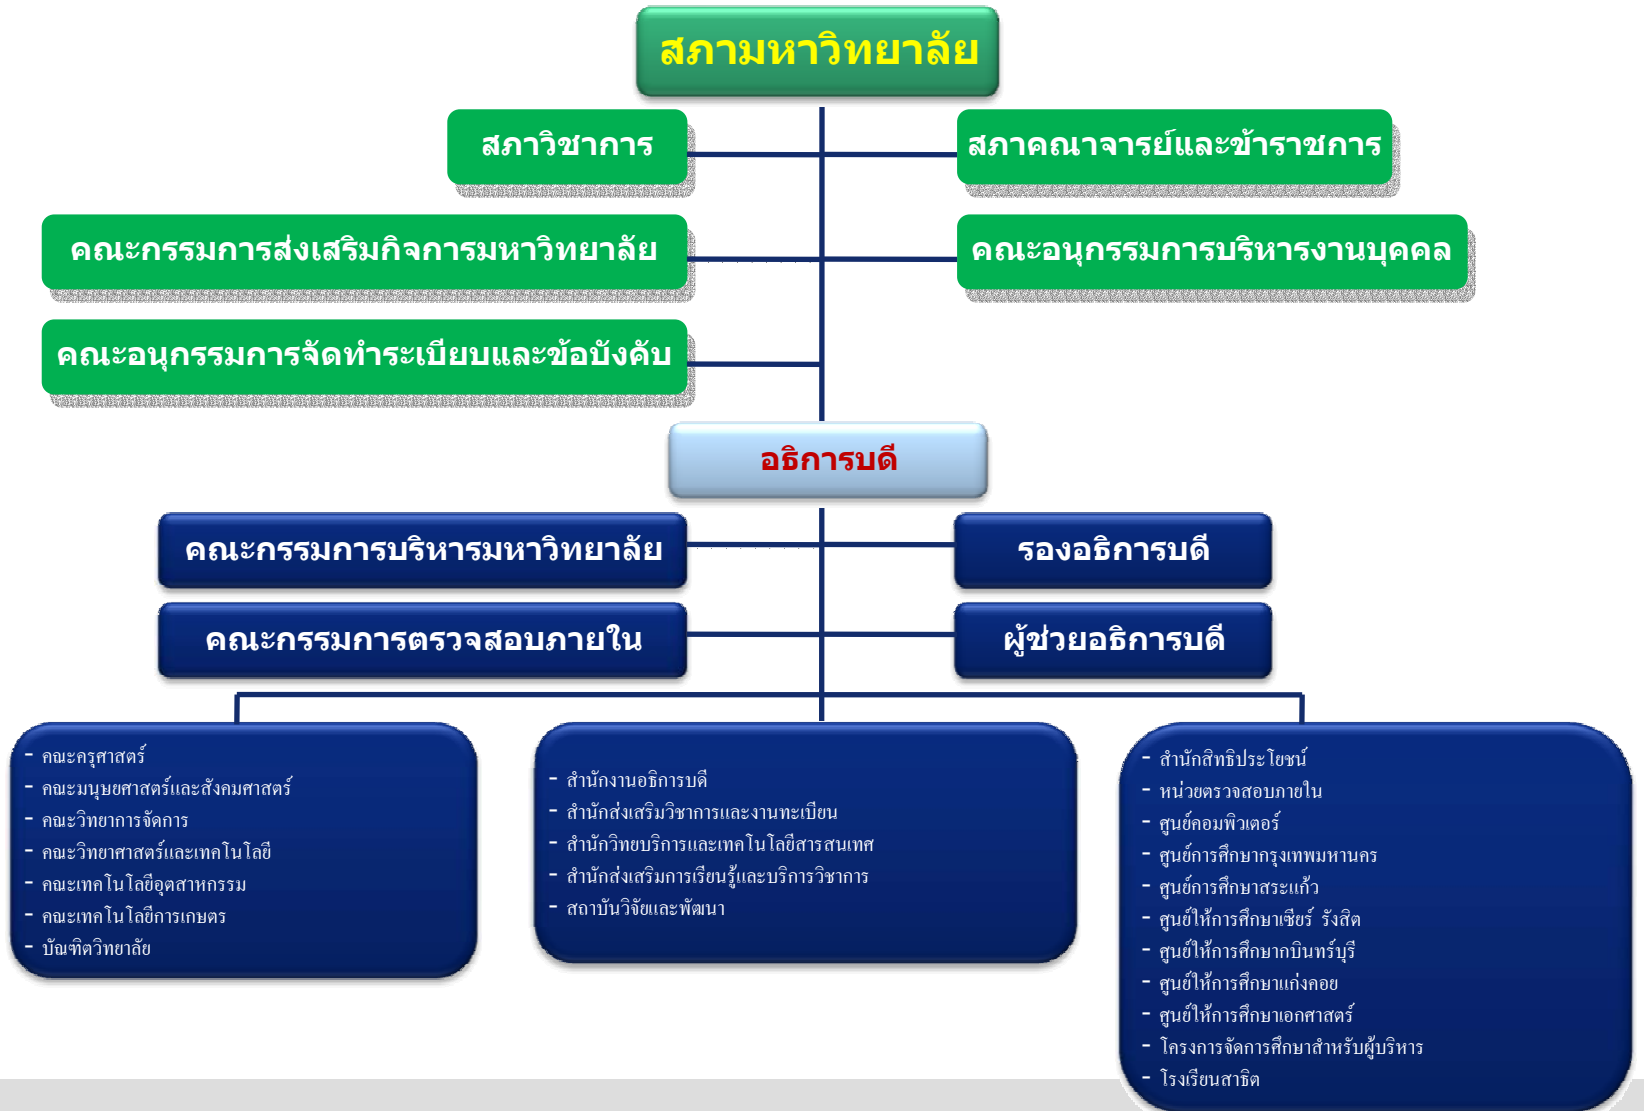 สภามหาวิทยาลัย
สภาวิชาการ
สภาคณาจารย์และข้าราชการ
คณะกรรมการส่งเสริมกิจการมหาวิทยาลัย
คณะอนุกรรมการบริหารงานบุคคล
คณะอนุกรรมการจัดทำระเบียบและข้อบังคับ
อธิการบดี
คณะกรรมการบริหารมหาวิทยาลัย
รองอธิการบดี
คณะกรรมการตรวจสอบภายใน
ผู้ช่วยอธิการบดี
- คณะครุศาสตร์
- คณะมนุษยศาสตร์และสังคมศาสตร์
- คณะวิทยาการจัดการ
- คณะวิทยาศาสตร์และเทคโนโลยี
- คณะเทคโนโลยีอุตสาหกรรม
- คณะเทคโนโลยีการเกษตร
- บัณฑิตวิทยาลัย
- สำนักงานอธิการบดี
- สำนักส่งเสริมวิชาการและงานทะเบียน
- สำนักวิทยบริการและเทคโนโลยีสารสนเทศ
- สำนักส่งเสริมการเรียนรู้และบริการวิชาการ
- สถาบันวิจัยและพัฒนา
- สำนักสิทธิประโยชน์
- หน่วยตรวจสอบภายใน
- ศูนย์คอมพิวเตอร์
- ศูนย์การศึกษากรุงเทพมหานคร
- ศูนย์การศึกษาสระแก้ว
- ศูนย์ให้การศึกษาเซียร์ รังสิต
- ศูนย์ให้การศึกษากบินทร์บุรี
- ศูนย์ให้การศึกษาแก่งคอย
- ศูนย์ให้การศึกษาเอกศาสตร์
- โครงการจัดการศึกษาสำหรับผู้บริหาร
- โรงเรียนสาธิต